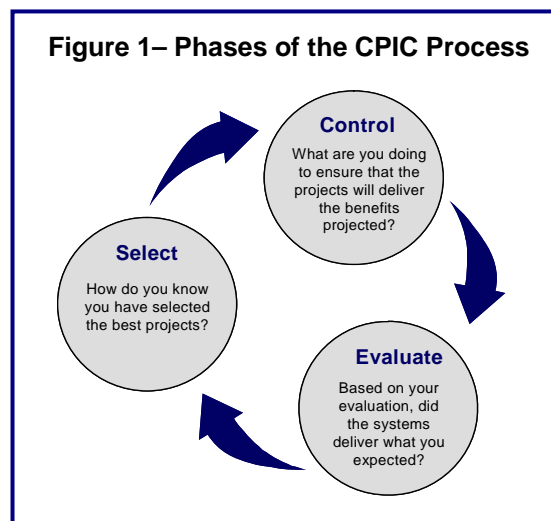 Figure 1– Phases of the CPIC Process
Control
What are you doing
to ensure that the
projects will deliver
the benefits
projected?
Select
How do you know
you have selected
the best projects?
Evaluate
Based on your
evaluation, did
the systems
deliver what you
expected?